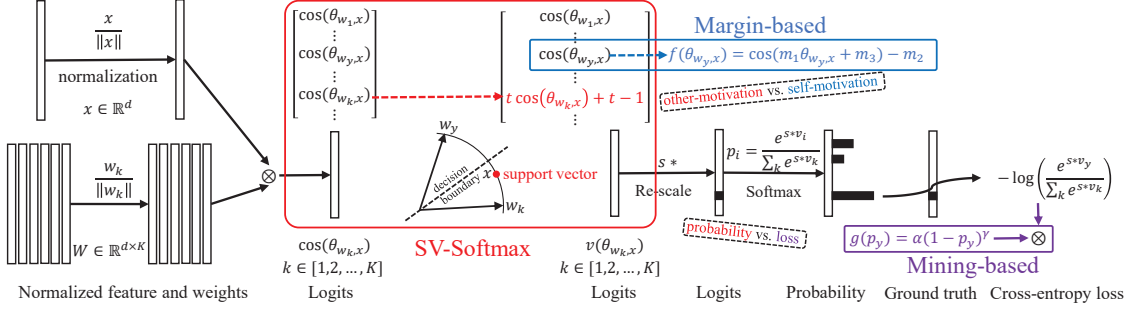 x
‖x‖
normalization
x ∈ ℝ^d
w_k
‖w_k‖
W ∈ ℝ^{d×K}
Normalized feature and weights
⊗
cos(θ_{w_1,x})
⋮
cos(θ_{w_y,x})
⋮
cos(θ_{w_k,x})
⋮
cos(θ_{w_1,x})
⋮
cos(θ_{w_y,x})
⋮
t cos(θ_{w_k,x}) + t − 1
⋮
Margin-based
f(θ_{w_y,x}) = cos(m_1θ_{w_y,x} + m_3) − m_2
other-motivation vs. self-motivation
w_y
decision
boundary
x
support vector
w_k
SV-Softmax
cos(θ_{w_k,x})
k ∈ [1,2, …, K]
Logits
v(θ_{w_k,x})
k ∈ [1,2, …, K]
Logits
s *
Re-scale
Logits
p_i = e^{s*v_i} / ∑_k e^{s*v_k}
Softmax
probability vs. loss
Probability
Ground truth
− log ( e^{s*v_y} / ∑_k e^{s*v_k} )
g(p_y) = α(1 − p_y)^γ
⊗
Mining-based
Cross-entropy loss